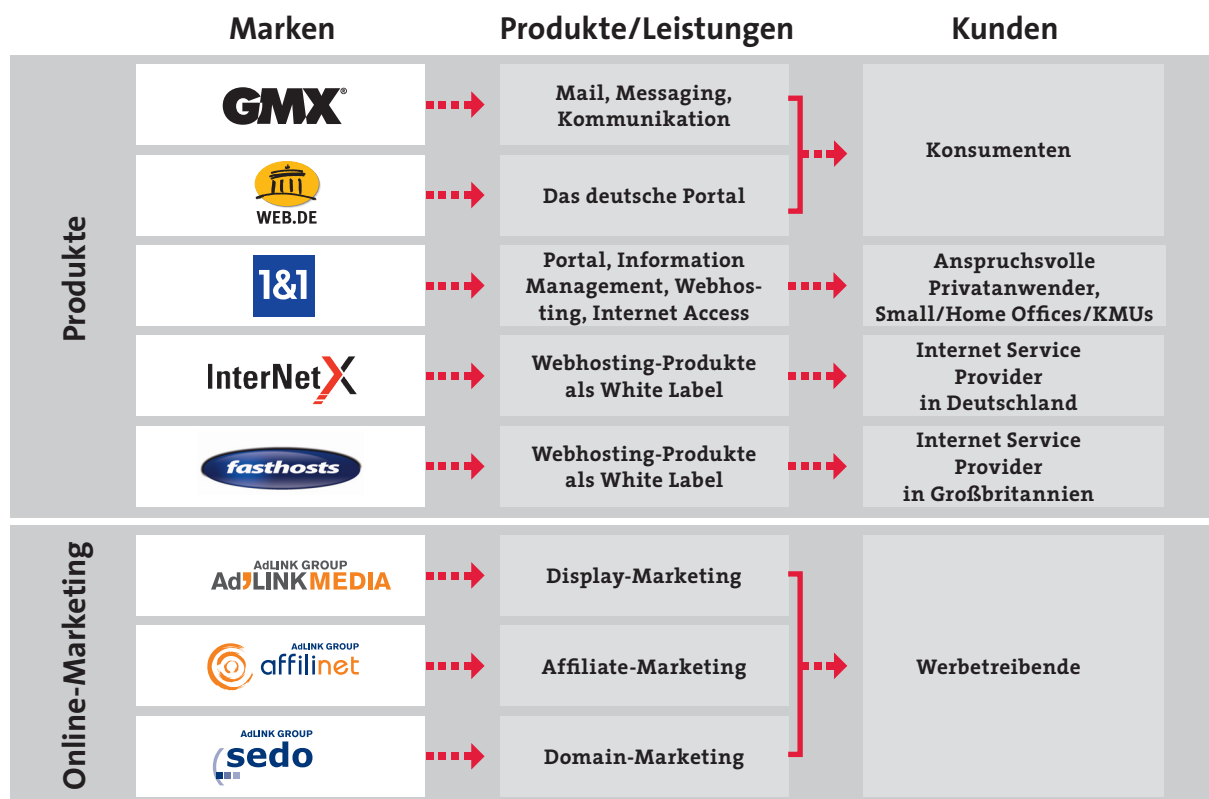 Marken
Produkte/Leistungen
Kunden
Produkte
GMX®
Mail, Messaging,
Kommunikation
Konsumenten
WEB.DE
Das deutsche Portal
1&1
Portal, Information
Management, Webhos-
ting, Internet Access
Anspruchsvolle
Privatanwender,
Small/Home Offices/KMUs
InterNetX
Webhosting-Produkte
als White Label
Internet Service
Provider
in Deutschland
fasthosts
Webhosting-Produkte
als White Label
Internet Service
Provider
in Großbritannien
Online-Marketing
AdLINK GROUP
Ad'LINKMEDIA
Display-Marketing
Werbetreibende
AdLINK GROUP
affilinet
Affiliate-Marketing
AdLINK GROUP
sedo
Domain-Marketing